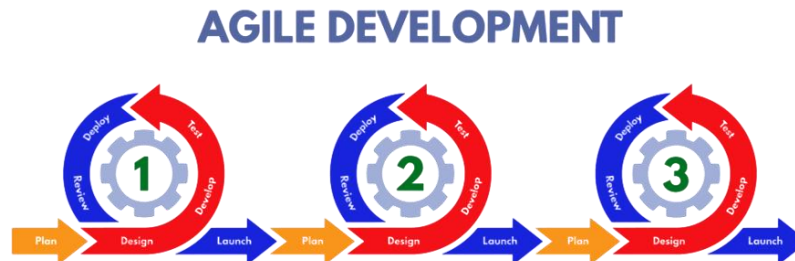 AGILE DEVELOPMENT
Plan
Design
Develop
Test
Deploy
Review
1
Launch
Plan
Design
Develop
Test
Deploy
Review
2
Launch
Plan
Design
Develop
Test
Deploy
Review
3
Launch